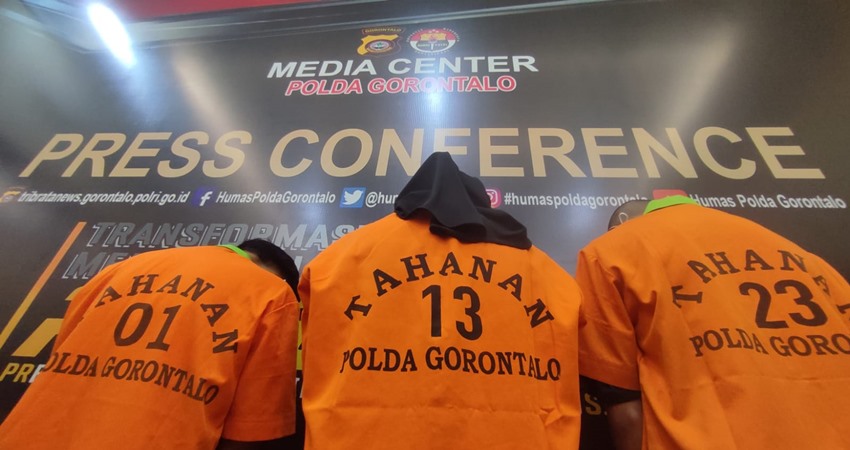 MEDIA CENTER
POLDA GORONTALO
PRESS CONFERENCE
tribratanews.gorontalo.polri.go.id HumasPoldaGorontalo #humaspoldagorontalo Humas Polda Gorontalo
TAHANAN
01
POLDA GORONTALO
TAHANAN
13
POLDA GORONTALO
TAHANAN
23
POLDA